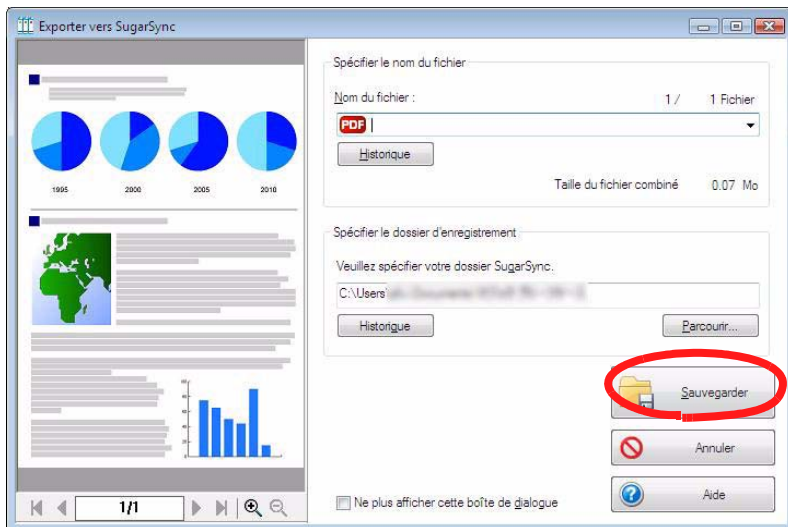 Exporter vers SugarSync
Spécifier le nom du fichier
Nom du fichier :
1 / 1 Fichier
PDF
Historique
Taille du fichier combiné 0.07 Mo
1995 2000 2005 2010
Spécifier le dossier d'enregistrement
Veuillez spécifier votre dossier SugarSync.
C:\Users\
Historique
Parcourir...
Sauvegarder
Annuler
Aide
1/1
Ne plus afficher cette boîte de dialogue